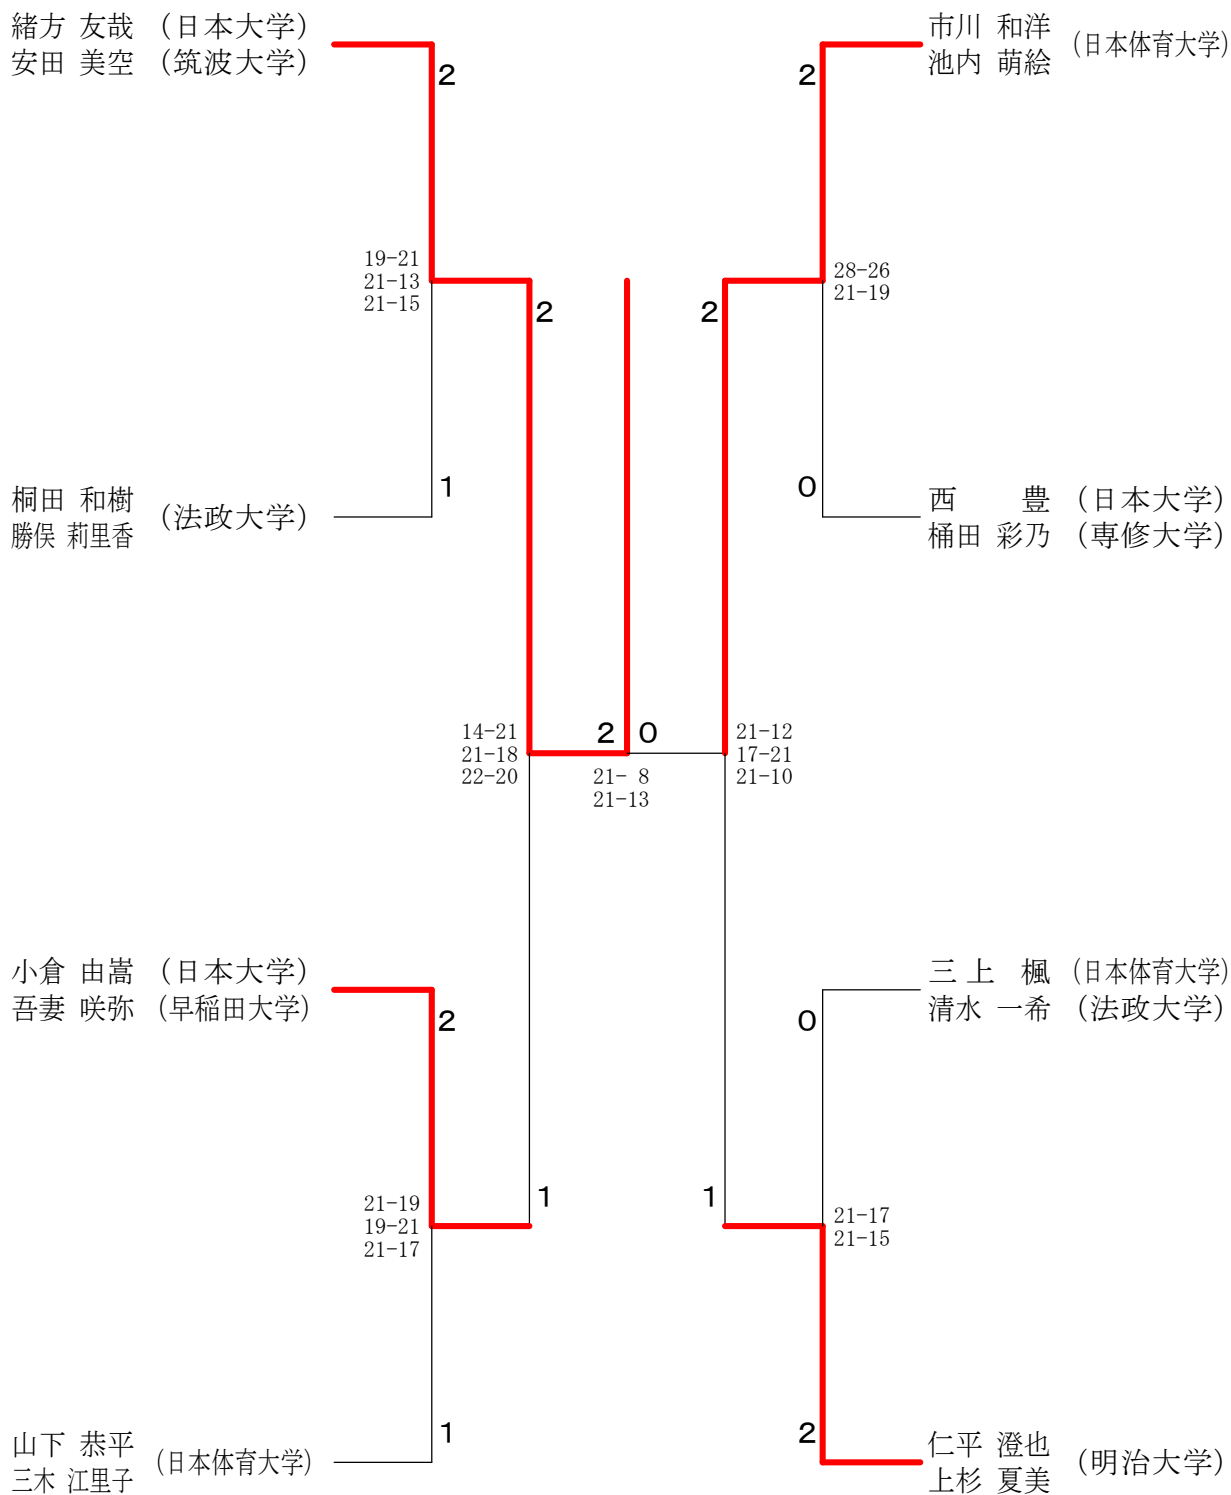 緒方 友哉 （日本大学）
安田 美空 （筑波大学）
市川 和洋
池内 萌絵
（日本体育大学）
2
2
19-21
21-13
21-15
28-26
21-19
2
2
1
0
桐田 和樹
勝俣 莉里香
（法政大学）
西 豊 （日本大学）
桶田 彩乃 （専修大学）
14-21
21-18
22-20
2 0
21- 8
21-13
21-12
17-21
21-10
小倉 由嵩 （日本大学）
吾妻 咲弥 （早稲田大学）
三上 楓 （日本体育大学）
清水 一希 （法政大学）
2
0
21-19
19-21
21-17
1
1
21-17
21-15
1
2
山下 恭平
三木 江里子
（日本体育大学）
仁平 澄也
上杉 夏美
（明治大学）